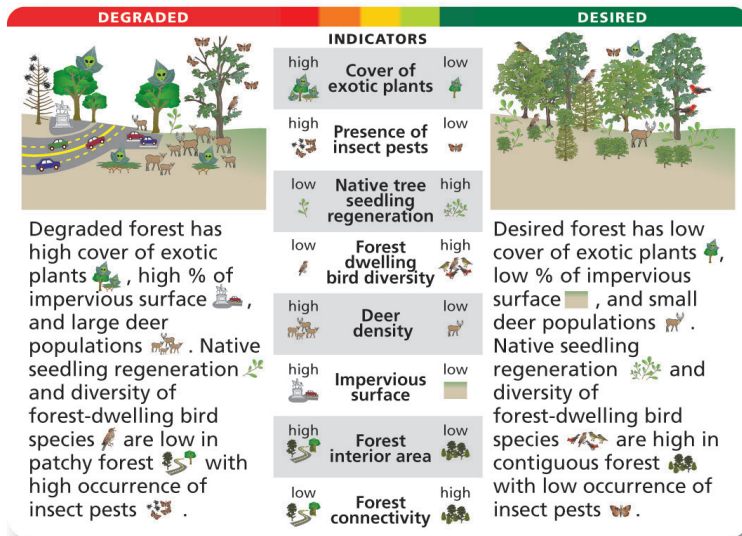 DEGRADED
DESIRED
INDICATORS
high
Cover of
exotic plants
low
high
Presence of
insect pests
low
low
Native tree
seedling
regeneration
high
low
Forest
dwelling
bird diversity
high
high
Deer
density
low
high
Impervious
surface
low
high
Forest
interior area
low
low
Forest
connectivity
high
Degraded forest has
high cover of exotic
plants , high % of
impervious surface ,
and large deer
populations . Native
seedling regeneration
and diversity of
forest-dwelling bird
species are low in
patchy forest with
high occurrence of
insect pests .
Desired forest has low
cover of exotic plants ,
low % of impervious
surface , and small
deer populations .
Native seedling
regeneration and
diversity of
forest-dwelling bird
species are high in
contiguous forest
with low occurrence of
insect pests .